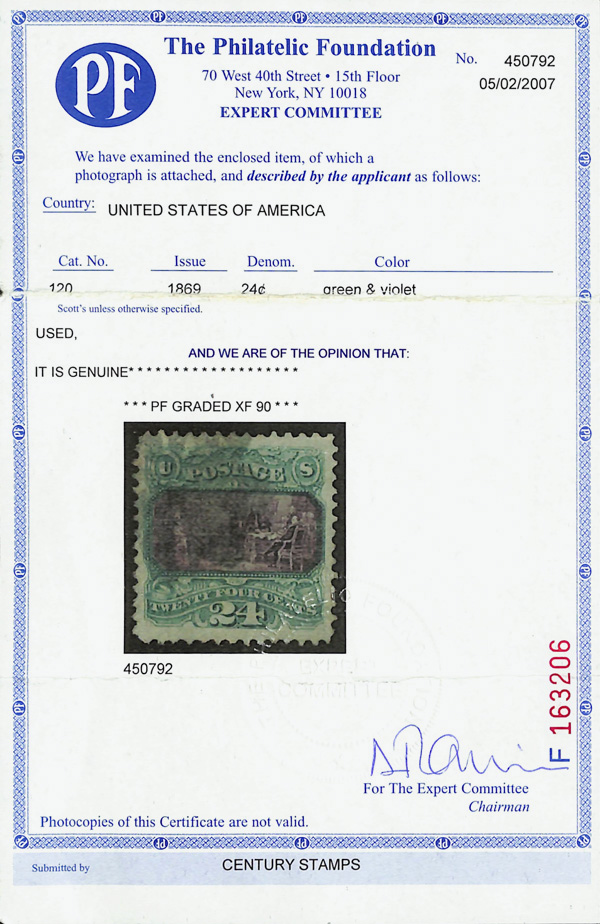 PF
The Philatelic Foundation
No. 450792
70 West 40th Street • 15th Floor
05/02/2007
New York, NY 10018
EXPERT COMMITTEE
We have examined the enclosed item, of which a
photograph is attached, and described by the applicant as follows:
Country: UNITED STATES OF AMERICA
Cat. No. Issue Denom. Color
120 1869 24¢ green & violet
Scott's unless otherwise specified.
USED,
AND WE ARE OF THE OPINION THAT:
IT IS GENUINE* * * * * * * * * * * * * * * * * * *
* * * PF GRADED XF 90 * * *
U POSTAGE S
TWENTY FOUR CENTS
24
450792
COMMITTEE
F 163206
For The Expert Committee
Chairman
Photocopies of this Certificate are not valid.
Submitted by CENTURY STAMPS